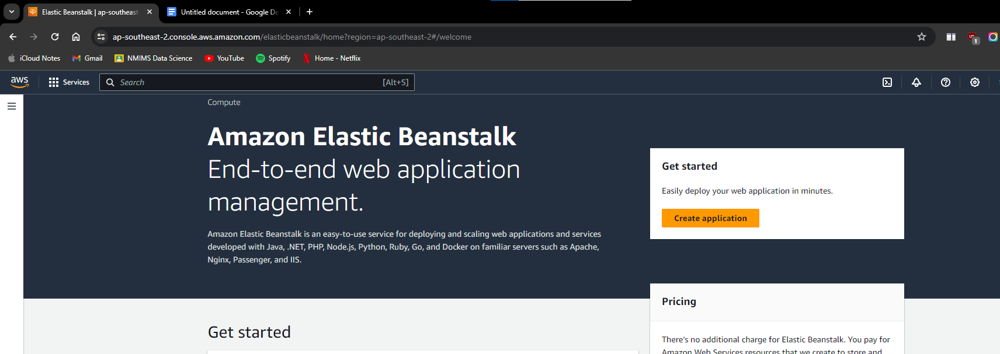 Elastic Beanstalk | ap-southeast
Untitled document - Google Do
ap-southeast-2.console.aws.amazon.com/elasticbeanstalk/home?region=ap-southeast-2#/welcome
1
iCloud Notes
Gmail
NMIMS Data Science
YouTube
Spotify
Home - Netflix
aws
Services
Search
[Alt+S]
Compute
Amazon Elastic Beanstalk
End-to-end web application
management.
Amazon Elastic Beanstalk is an easy-to-use service for deploying and scaling web applications and services
developed with Java, .NET, PHP, Node.js, Python, Ruby, Go, and Docker on familiar servers such as Apache,
Nginx, Passenger, and IIS.
Get started
Easily deploy your web application in minutes.
Create application
Pricing
There's no additional charge for Elastic Beanstalk. You pay for
Amazon Web Services resources that we create to store and
Get started